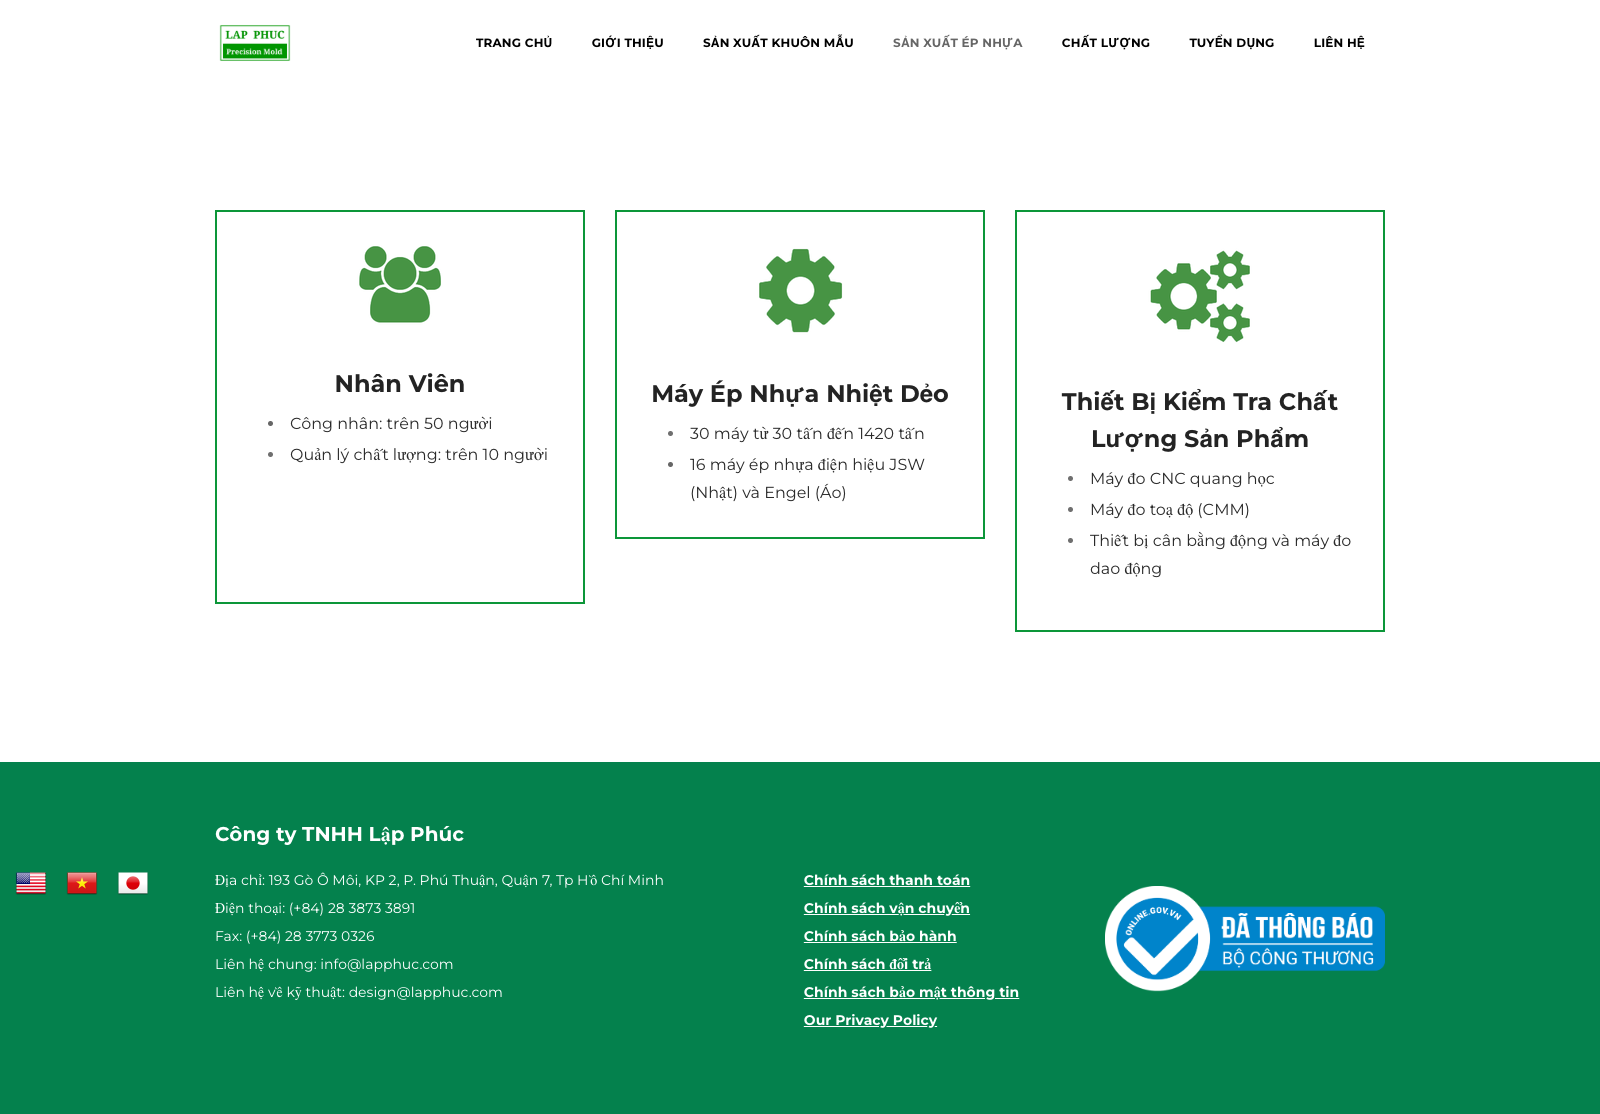 LAP PHUC
Precision Mold
TRANG CHỦ
GIỚI THIỆU
SẢN XUẤT KHUÔN MẪU
SẢN XUẤT ÉP NHỰA
CHẤT LƯỢNG
TUYỂN DỤNG
LIÊN HỆ
Nhân Viên
Công nhân: trên 50 người
Quản lý chất lượng: trên 10 người
Máy Ép Nhựa Nhiệt Dẻo
30 máy từ 30 tấn đến 1420 tấn
16 máy ép nhựa điện hiệu JSW
(Nhật) và Engel (Áo)
Thiết Bị Kiểm Tra Chất
Lượng Sản Phẩm
Máy đo CNC quang học
Máy đo toạ độ (CMM)
Thiết bị cân bằng động và máy đo
dao động
Công ty TNHH Lập Phúc
Địa chỉ: 193 Gò Ô Môi, KP 2, P. Phú Thuận, Quận 7, Tp Hồ Chí Minh
Điện thoại: (+84) 28 3873 3891
Fax: (+84) 28 3773 0326
Liên hệ chung: info@lapphuc.com
Liên hệ về kỹ thuật: design@lapphuc.com
Chính sách thanh toán
Chính sách vận chuyển
Chính sách bảo hành
Chính sách đổi trả
Chính sách bảo mật thông tin
Our Privacy Policy
ONLINE.GOV.VN
ĐÃ THÔNG BÁO
BỘ CÔNG THƯƠNG